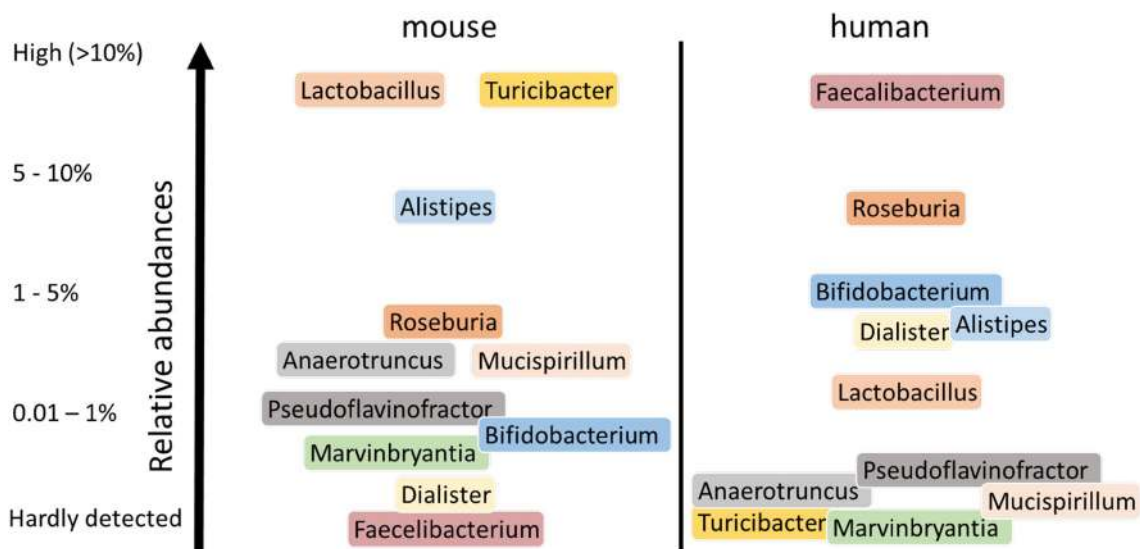 mouse
human
High (>10%)
Lactobacillus
Turicibacter
Faecalibacterium
5 - 10%
Alistipes
Roseburia
1 - 5%
Bifidobacterium
Roseburia
Dialister
Alistipes
Anaerotruncus
Mucispirillum
Lactobacillus
0.01 – 1%
Pseudoflavinofractor
Bifidobacterium
Marvinbryantia
Pseudoflavinofractor
Dialister
Anaerotruncus
Mucispirillum
Hardly detected
Faecelibacterium
Turicibacter
Marvinbryantia
Relative abundances